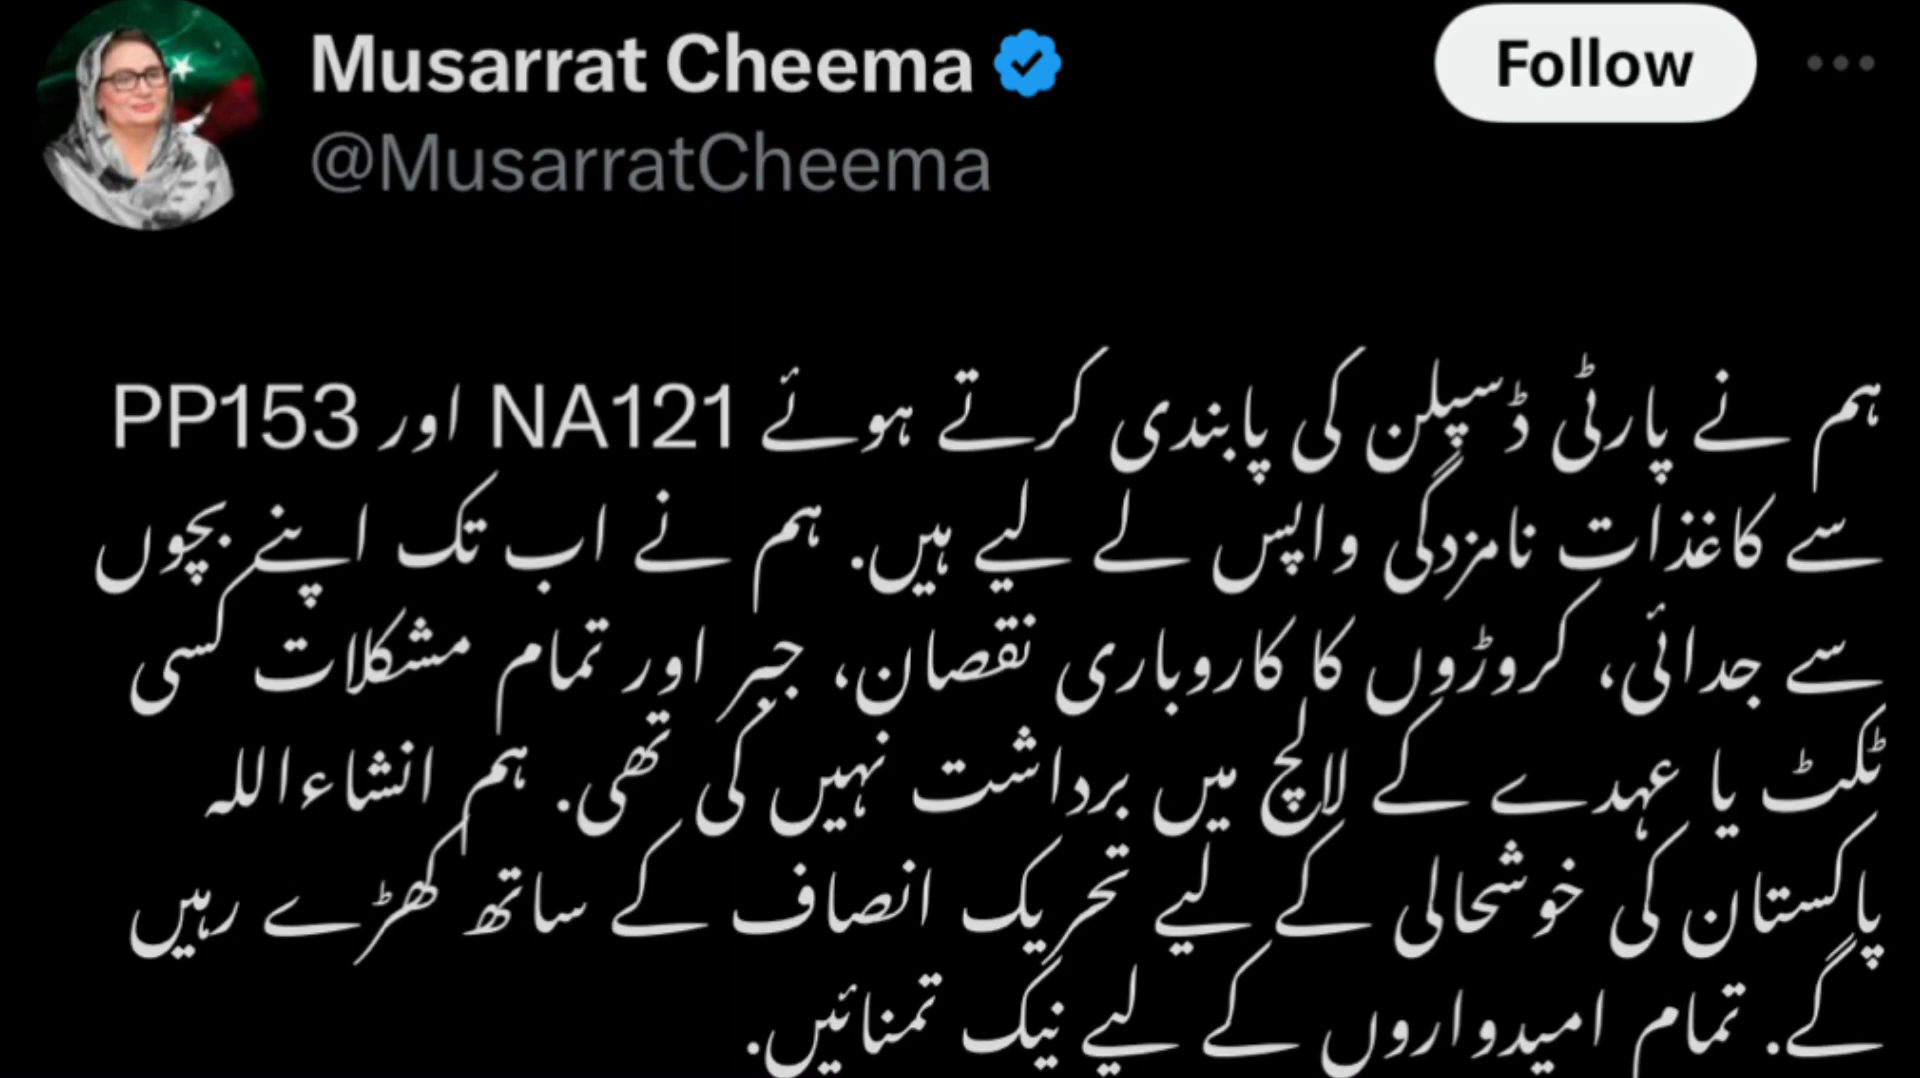 Musarrat Cheema
Follow
@MusarratCheema
ہم نے پارٹی ڈسپلن کی پابندی کرتے ہوئے NA121 اور PP153
سے کاغذات نامزدگی واپس لے لیے ہیں. ہم نے اب تک اپنے بچوں
سے جدائی، کروڑوں کا کاروباری نقصان، جبر اور تمام مشکلات کسی
ٹکٹ یا عہدے کے لالچ میں برداشت نہیں کی تھی. ہم انشاءاللہ
پاکستان کی خوشحالی کے لیے تحریک انصاف کے ساتھ کھڑے رہیں
گے. تمام امیدواروں کے لیے نیک تمنائیں.